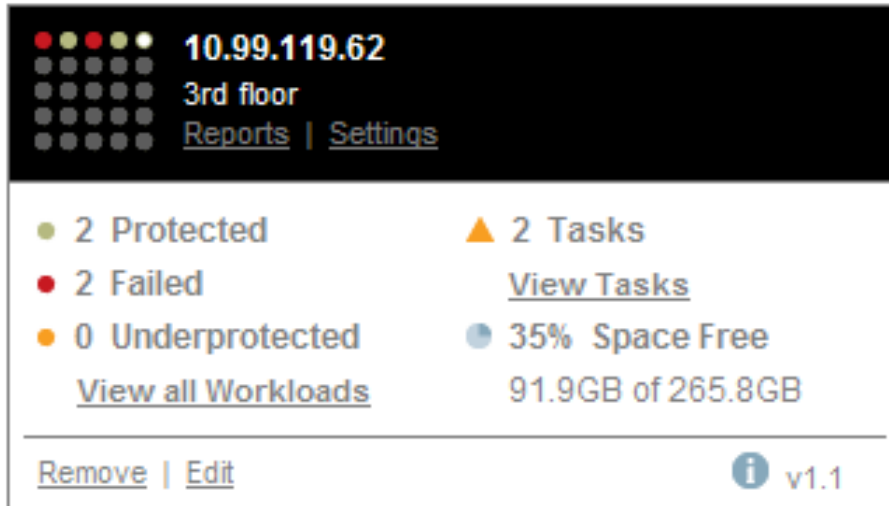 10.99.119.62
3rd floor
Reports | Settings
2 Protected
2 Failed
0 Underprotected
View all Workloads
2 Tasks
View Tasks
35% Space Free
91.9GB of 265.8GB
Remove | Edit
v1.1